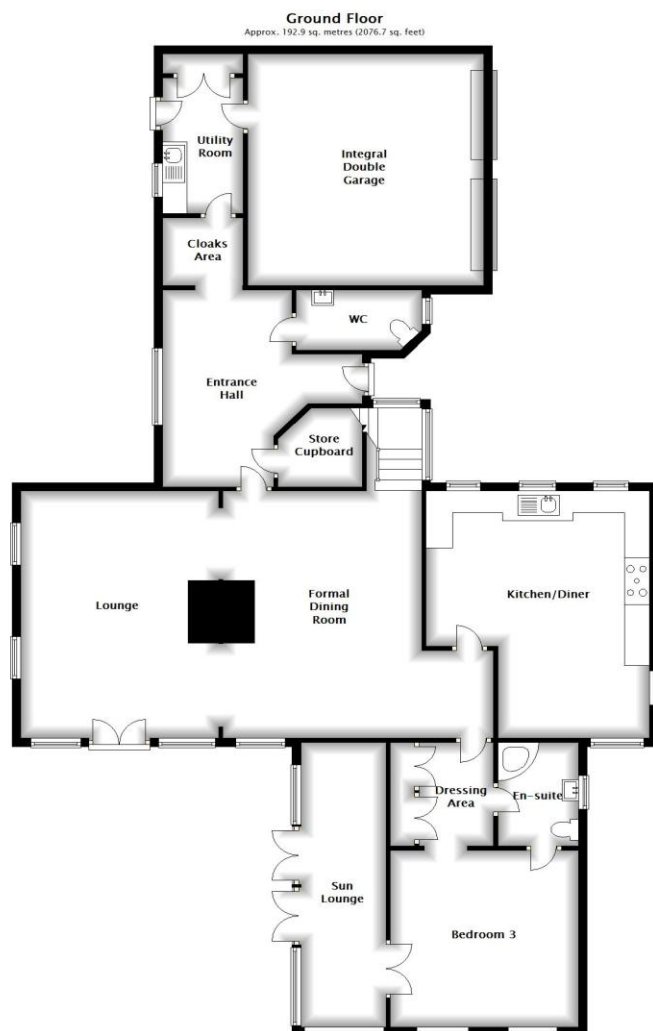 Ground Floor
Approx. 192.9 sq. metres (2076.7 sq. feet)
Utility
Room
Integral
Double
Garage
Cloaks
Area
WC
Entrance
Hall
Store
Cupboard
Lounge
Formal
Dining
Room
Kitchen/Diner
Dressing
Area
En-suite
Sun
Lounge
Bedroom 3